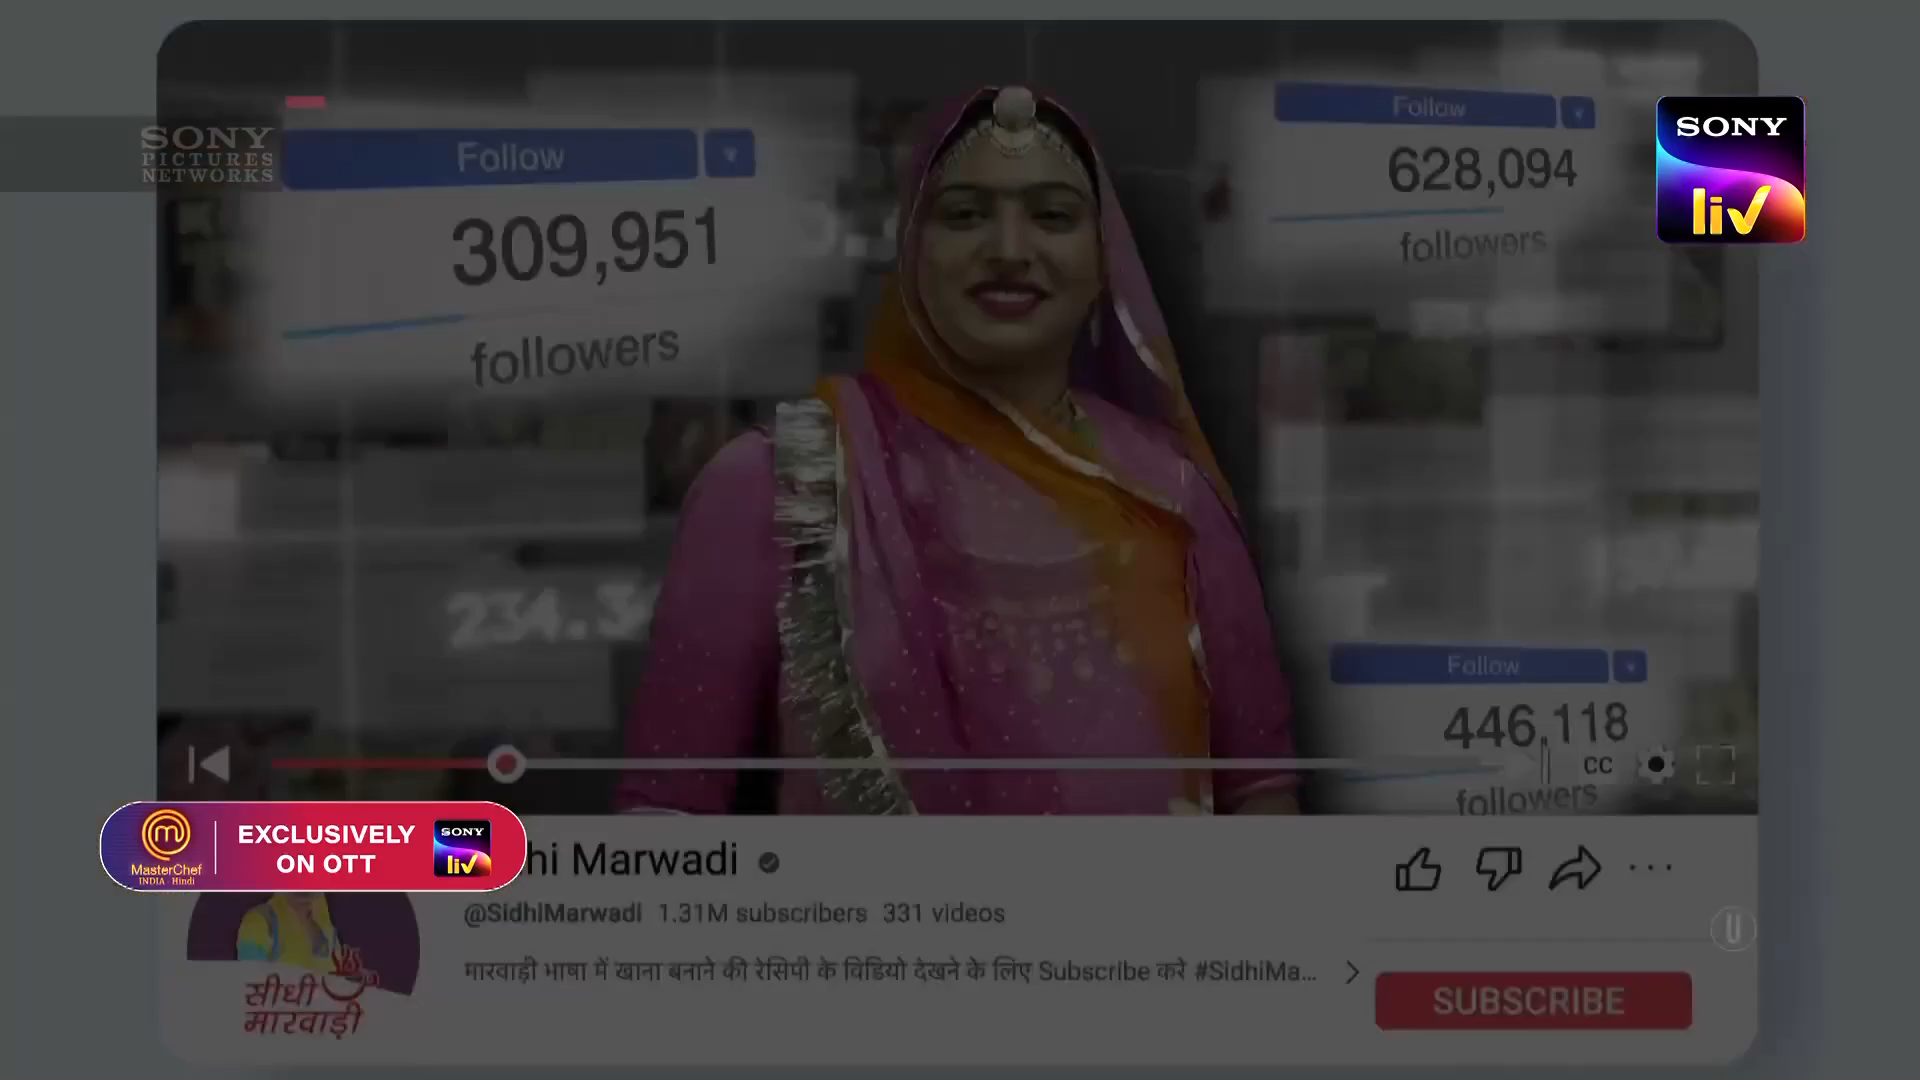 SONY
PICTURES
NETWORKS
Follow
309,951
followers
Follow
628,094
followers
SONY
liv
234.3
Follow
446,118
followers
CC
MasterChef
INDIA Hindi
EXCLUSIVELY
ON OTT
SONY
liv
hi Marwadi
@SidhiMarwadi 1.31M subscribers 331 videos
मारवाड़ी भाषा में खाना बनाने की रेसिपी के विडियो देखने के लिए Subscribe करे #SidhiMa...
सीधी
मारवाड़ी
U
SUBSCRIBE